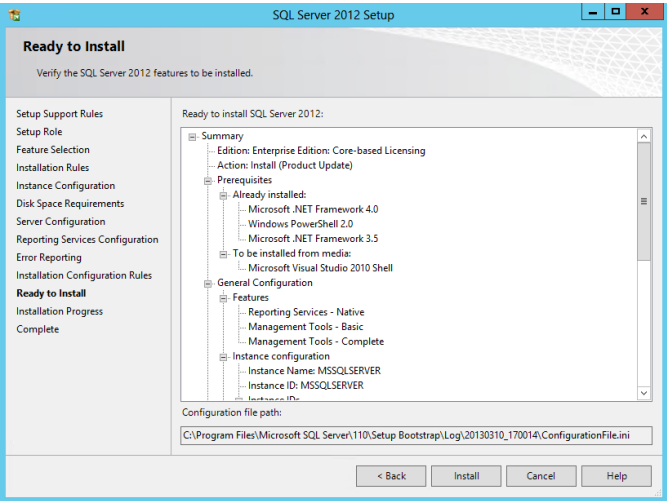 SQL Server 2012 Setup
Ready to Install
Verify the SQL Server 2012 features to be installed.
Setup Support Rules
Setup Role
Feature Selection
Installation Rules
Instance Configuration
Disk Space Requirements
Server Configuration
Reporting Services Configuration
Error Reporting
Installation Configuration Rules
Ready to Install
Installation Progress
Complete
Ready to install SQL Server 2012:
Summary
Edition: Enterprise Edition: Core-based Licensing
Action: Install (Product Update)
Prerequisites
Already installed:
Microsoft .NET Framework 4.0
Windows PowerShell 2.0
Microsoft .NET Framework 3.5
To be installed from media:
Microsoft Visual Studio 2010 Shell
General Configuration
Features
Reporting Services - Native
Management Tools - Basic
Management Tools - Complete
Instance configuration
Instance Name: MSSQLSERVER
Instance ID: MSSQLSERVER
Instance IDs
Configuration file path:
C:\Program Files\Microsoft SQL Server\110\Setup Bootstrap\Log\20130310_170014\ConfigurationFile.ini
< Back
Install
Cancel
Help